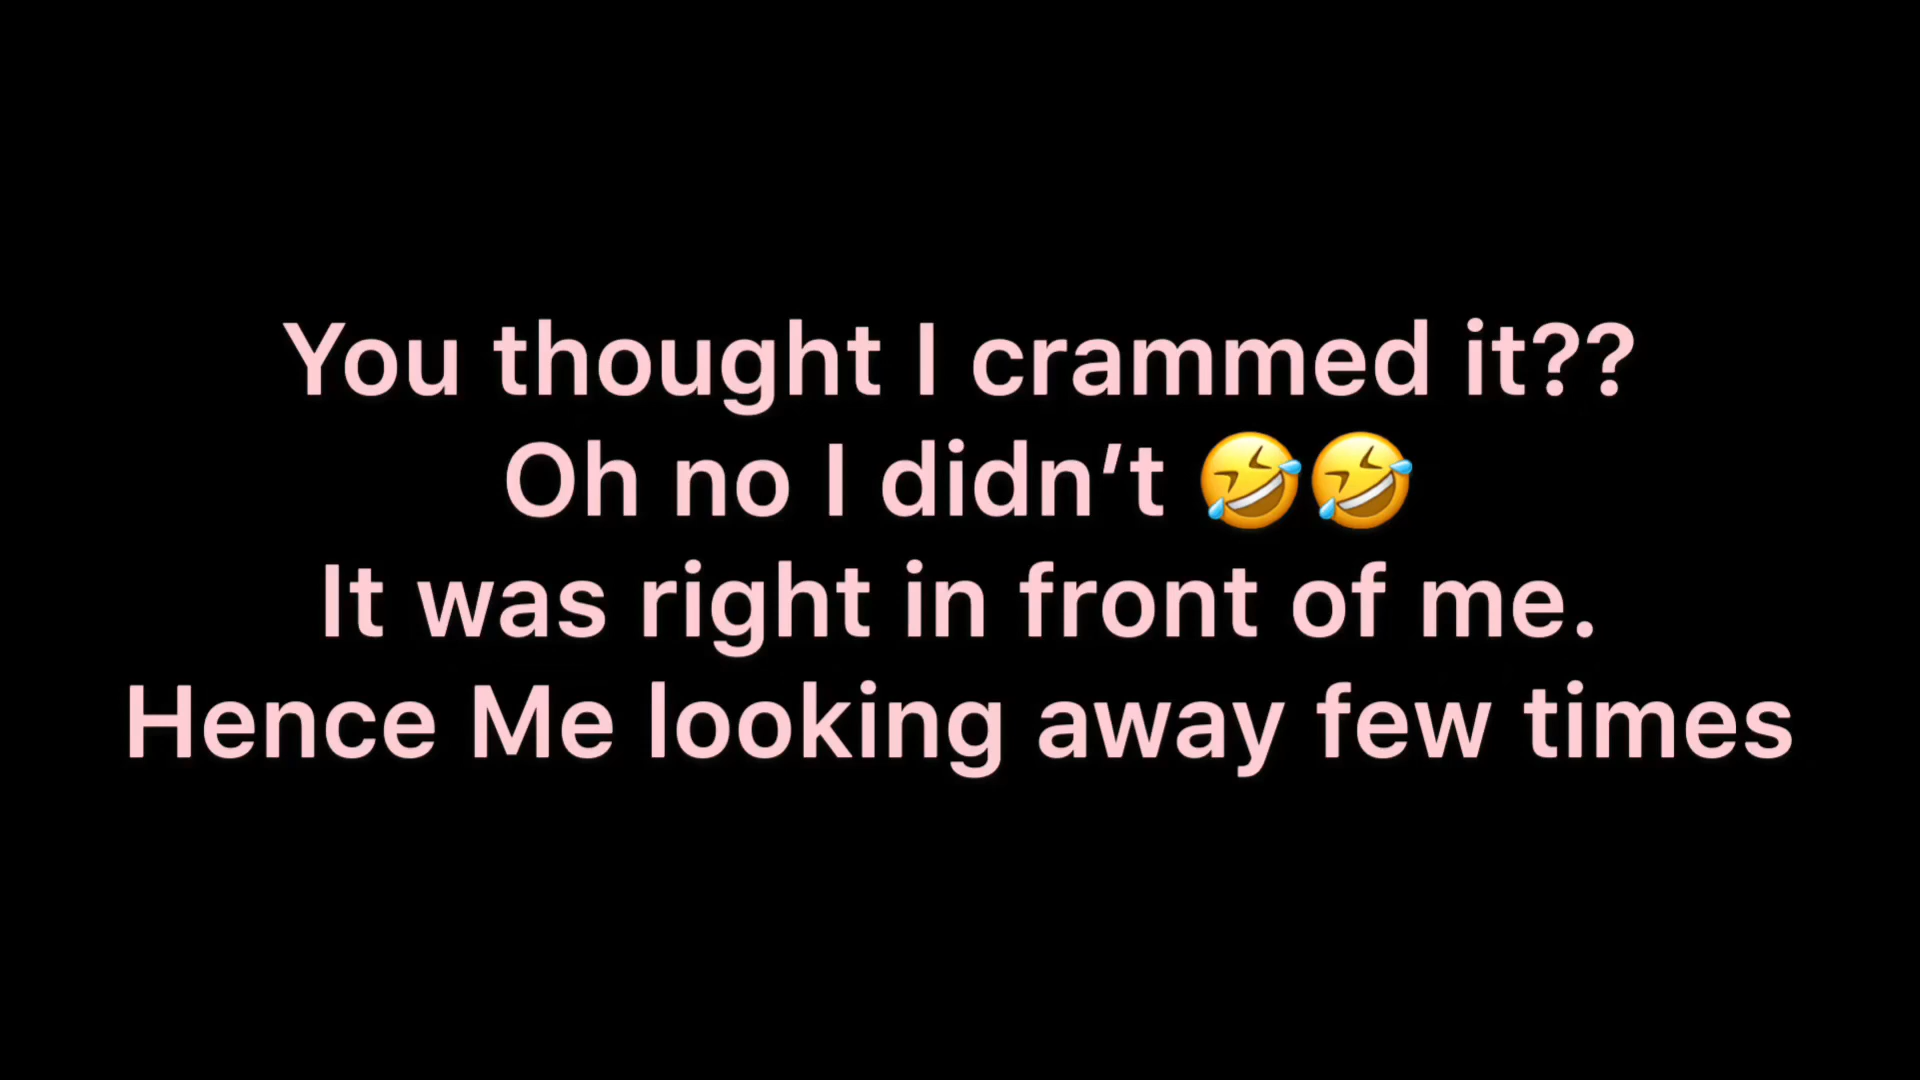 You thought I crammed it??
Oh no I didn’t 🤣🤣
It was right in front of me.
Hence Me looking away few times